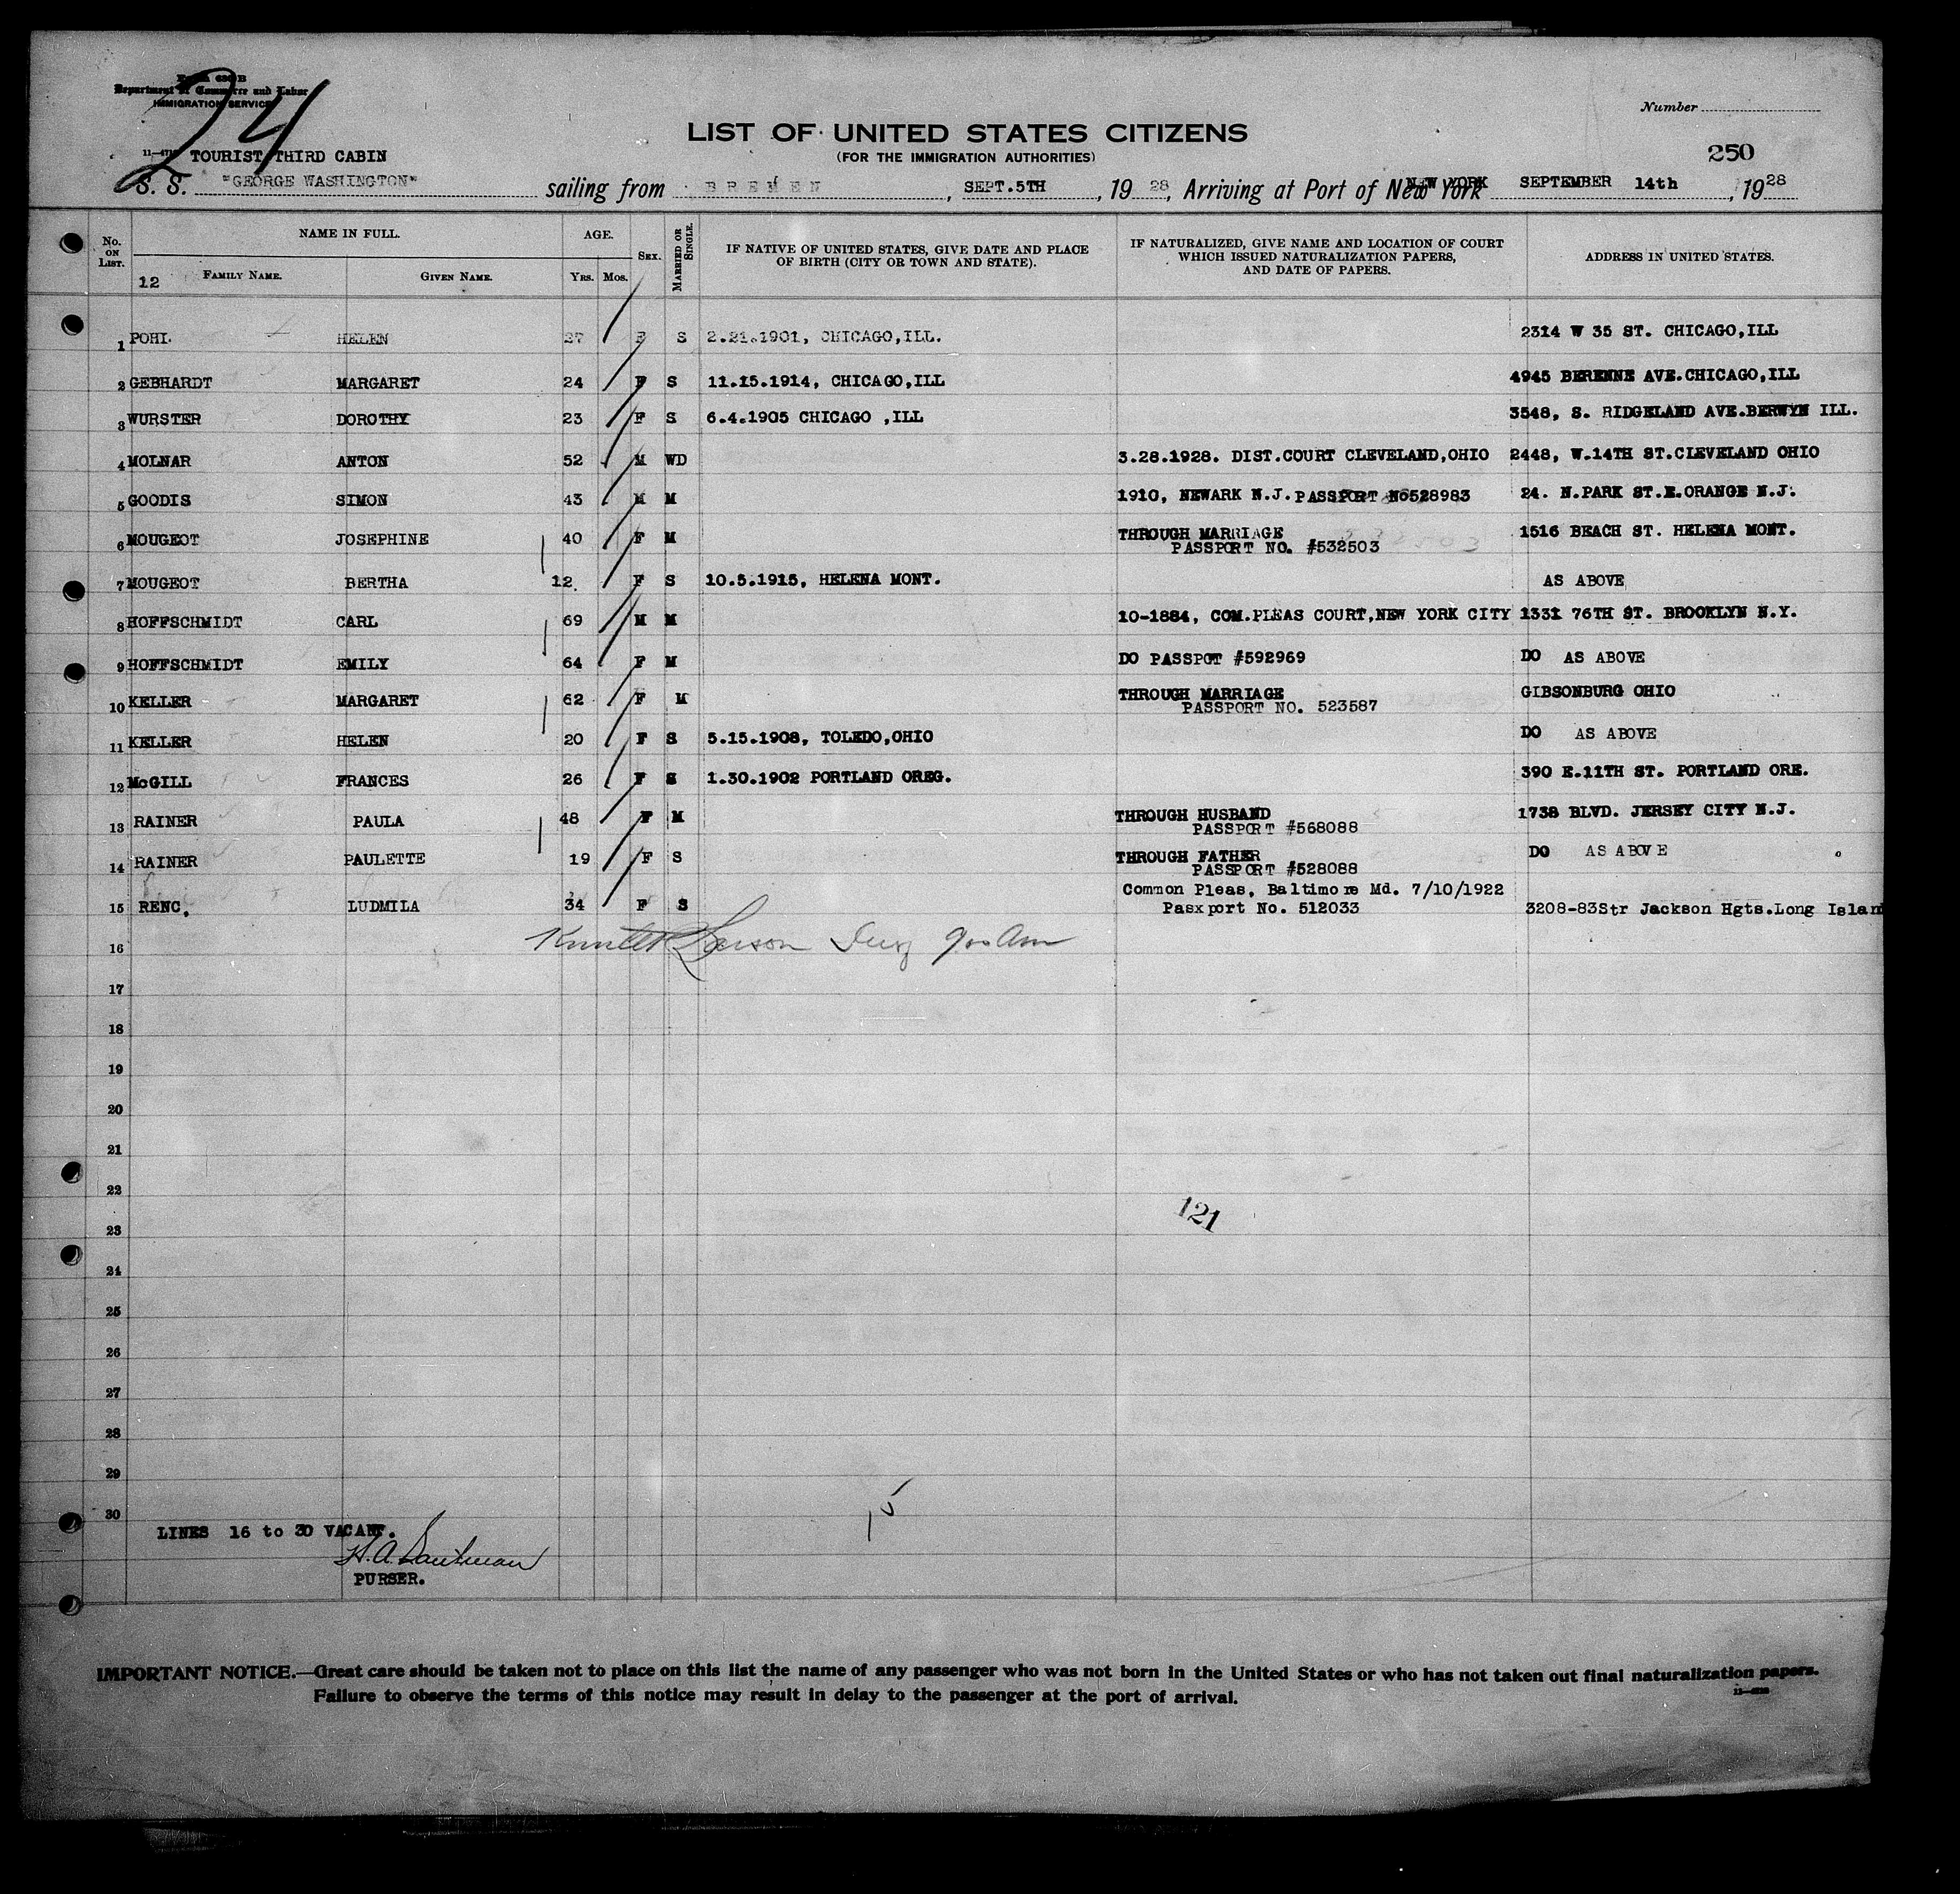 24
Form 630 B
Department of Commerce and Labor
IMMIGRATION SERVICE
Number
LIST OF UNITED STATES CITIZENS
(FOR THE IMMIGRATION AUTHORITIES)
250
TOURIST THIRD CABIN
S. S. "GEORGE WASHINGTON" sailing from BREMEN, SEPT.5TH, 1928, Arriving at Port of New York NEW YORK SEPTEMBER 14th, 1928
No. ON LIST. NAME IN FULL. AGE. SEX. MARRIED OR SINGLE. IF NATIVE OF UNITED STATES, GIVE DATE AND PLACE OF BIRTH (CITY OR TOWN AND STATE). IF NATURALIZED, GIVE NAME AND LOCATION OF COURT WHICH ISSUED NATURALIZATION PAPERS, AND DATE OF PAPERS. ADDRESS IN UNITED STATES.
12 FAMILY NAME. GIVEN NAME. YRS. MOS.
1 POHL HELEN 27 F S 2.21.1901, CHICAGO,ILL. 2314 W 35 ST. CHICAGO,ILL
2 GEBHARDT MARGARET 24 F S 11.15.1914, CHICAGO,ILL 4945 BERENNE AVE.CHICAGO,ILL
3 WURSTER DOROTHY 23 F S 6.4.1905 CHICAGO ,ILL 3548, S. RIDGELAND AVE.BERWYN ILL.
4 MOLNAR ANTON 52 M WD 3.28.1928. DIST.COURT CLEVELAND,OHIO 2448, W.14TH ST.CLEVELAND OHIO
5 GOODIS SIMON 43 M M 1910, NEWARK N.J. PASSPORT No528983 24. N.PARK ST.E.ORANGE N.J.
6 MOUGEOT JOSEPHINE 40 F M THROUGH MARRIAGE 1516 BEACH ST. HELENA MONT.
PASSPORT NO. #532503
7 MOUGEOT BERTHA 12. F S 10.5.1915, HELENA MONT. AS ABOVE
8 HOFFSCHMIDT CARL 69 M M 10-1884, COM.PLEAS COURT,NEW YORK CITY 1331 76TH ST. BROOKLYN N.Y.
9 HOFFSCHMIDT EMILY 64 F M DO PASSPOT #592969 DO AS ABOVE
10 KELLER MARGARET 62 F M THROUGH MARRIAGE GIBSONBURG OHIO
PASSPORT NO. 523587
11 KELLER HELEN 20 F S 5.15.1908, TOLEDO,OHIO DO AS ABOVE
12 McGILL FRANCES 26 F S 1.30.1902 PORTLAND OREG. 390 E.11TH ST. PORTLAND ORE.
13 RAINER PAULA 48 F M THROUGH HUSBAND 1738 BLVD. JERSEY CITY N.J.
PASSPORT #568088
14 RAINER PAULETTE 19 F S THROUGH FATHER DO AS ABOVE
PASSPORT #528088
Common Pleas, Baltimore Md. 7/10/1922
15 RENC. LUDMILA 34 F S Pasxport No. 512033 3208-83Str Jackson Hgts.Long Islan
16
17
18
19
20
21
22
121
23
24
25
26
27
28
29
15
30
LINES 16 to 30 VACANT.
PURSER.
IMPORTANT NOTICE.—Great care should be taken not to place on this list the name of any passenger who was not born in the United States or who has not taken out final naturalization papers.
Failure to observe the terms of this notice may result in delay to the passenger at the port of arrival.